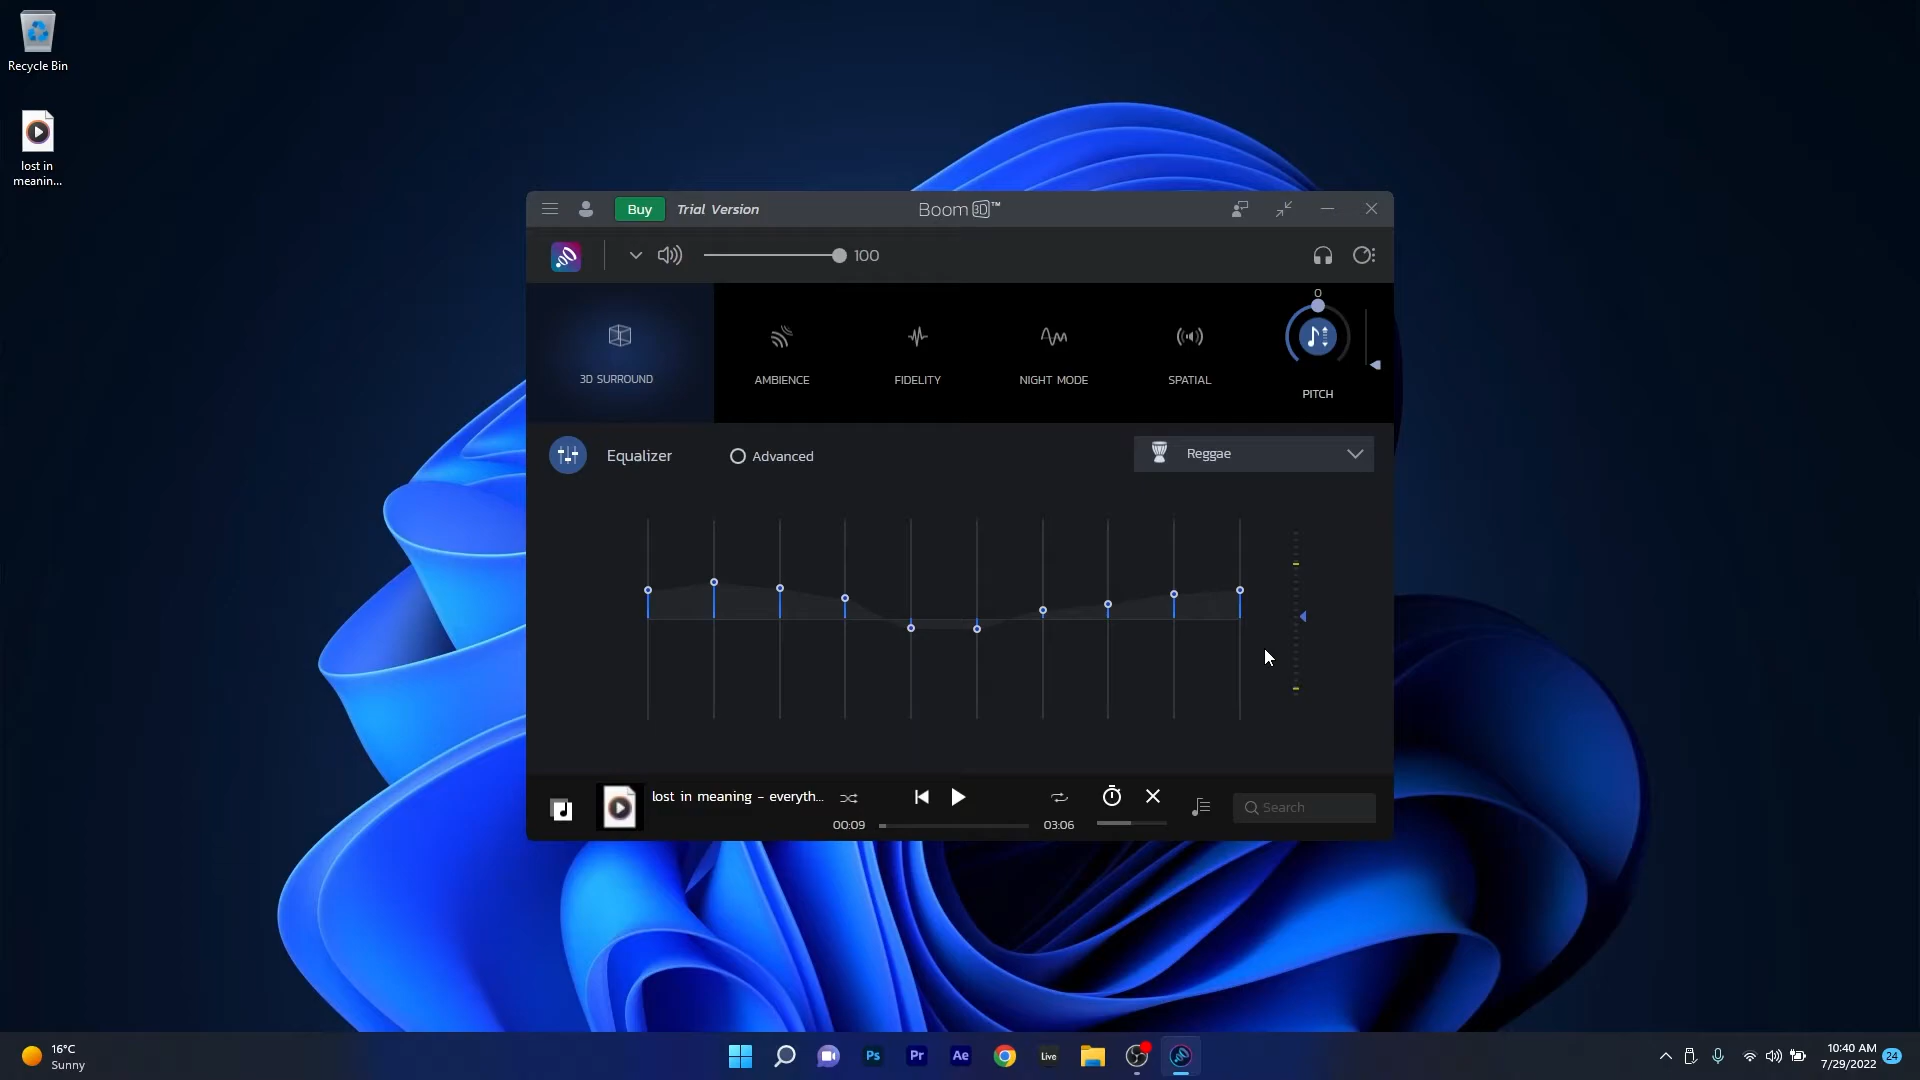 Recycle Bin
lost in
meanin...
Buy
Trial Version
Boom 3D™
100
3D SURROUND
AMBIENCE
FIDELITY
NIGHT MODE
SPATIAL
0
PITCH
Equalizer
Advanced
Reggae
lost in meaning - everyth...
00:09
03:06
Search
16°C
Sunny
Ps
Pr
Ae
Live
10:40 AM
7/29/2022
24